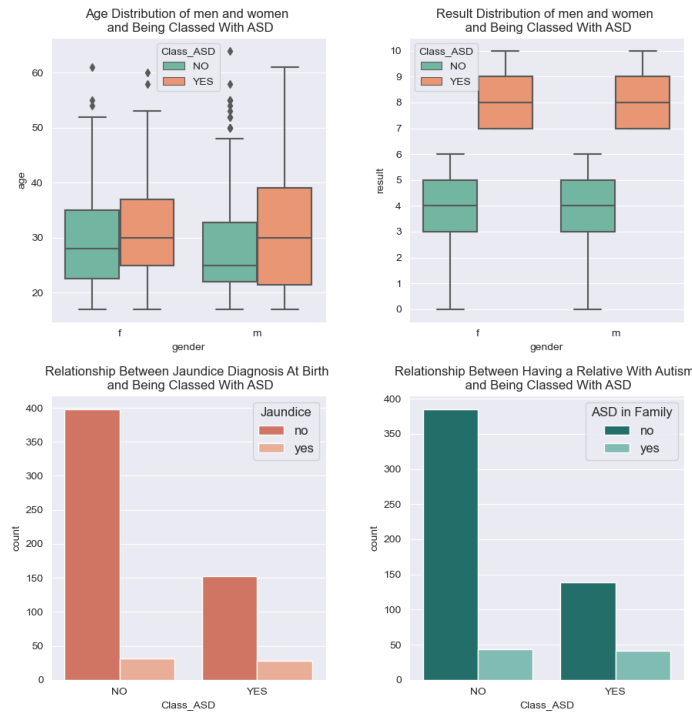 Age Distribution of men and women
and Being Classed With ASD
Class_ASD
NO
YES
60
50
40
30
20
age
f
m
gender
Result Distribution of men and women
and Being Classed With ASD
Class_ASD
NO
YES
10
9
8
7
6
5
4
3
2
1
0
result
f
m
gender
Relationship Between Jaundice Diagnosis At Birth
and Being Classed With ASD
Jaundice
no
yes
400
350
300
250
200
150
100
50
0
count
NO
YES
Class_ASD
Relationship Between Having a Relative With Autism
and Being Classed With ASD
ASD in Family
no
yes
400
350
300
250
200
150
100
50
0
count
NO
YES
Class_ASD